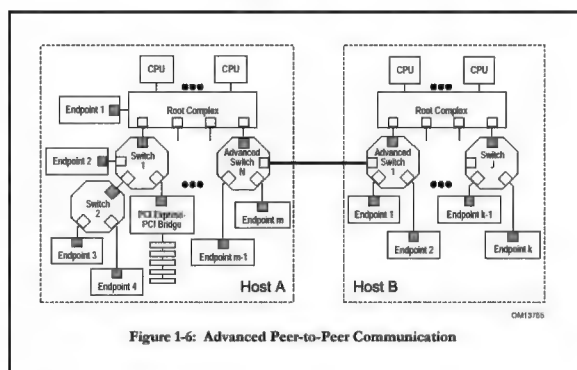 CPU CPU
Root Complex
Endpoint 1
Endpoint 2
Switch
1
Advanced
Switch
N
Switch
2
PCI Express-
PCI Bridge
Endpoint m
Endpoint 3
Endpoint 4
Endpoint m-1
Host A
CPU CPU
Root Complex
Advanced
Switch
1
Switch
J
Endpoint 1
Endpoint k-1
Endpoint 2
Endpoint k
Host B
OM13765
Figure 1-6: Advanced Peer-to-Peer Communication